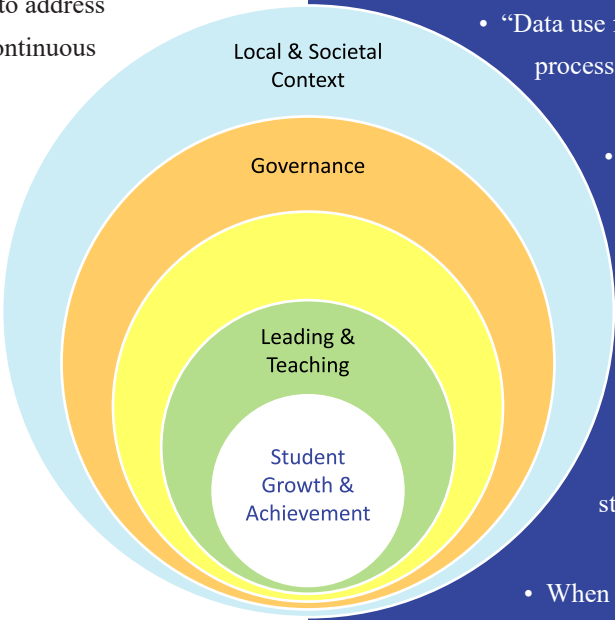 to address
ontinuous
Local & Societal
Context
Governance
Leading &
Teaching
Student
Growth &
Achievement
• “Data use
process
•
st
• When